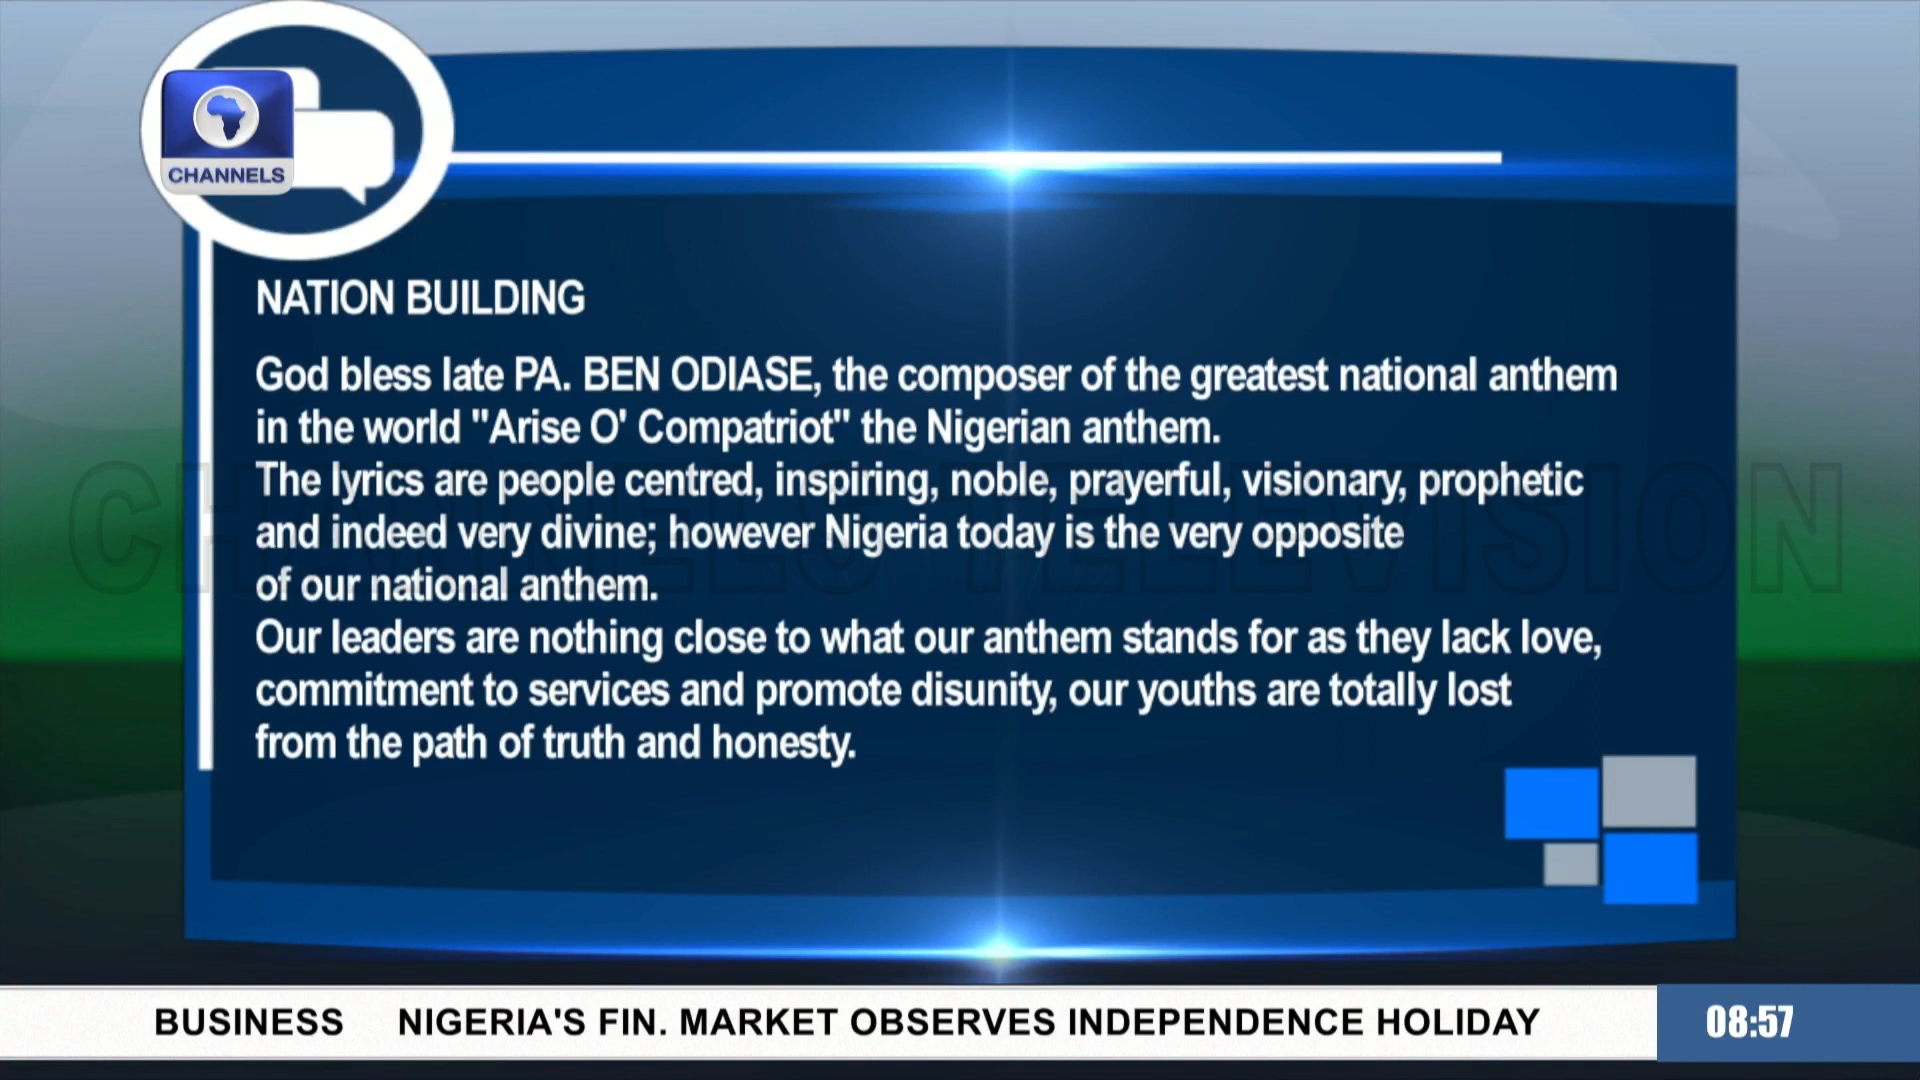 CHANNELS
NATION BUILDING
God bless late PA. BEN ODIASE, the composer of the greatest national anthem
in the world "Arise O' Compatriot" the Nigerian anthem.
The lyrics are people centred, inspiring, noble, prayerful, visionary, prophetic
and indeed very divine; however Nigeria today is the very opposite
of our national anthem.
Our leaders are nothing close to what our anthem stands for as they lack love,
commitment to services and promote disunity, our youths are totally lost
from the path of truth and honesty.
CHANNELS TELEVISION
BUSINESS NIGERIA'S FIN. MARKET OBSERVES INDEPENDENCE HOLIDAY
08:57